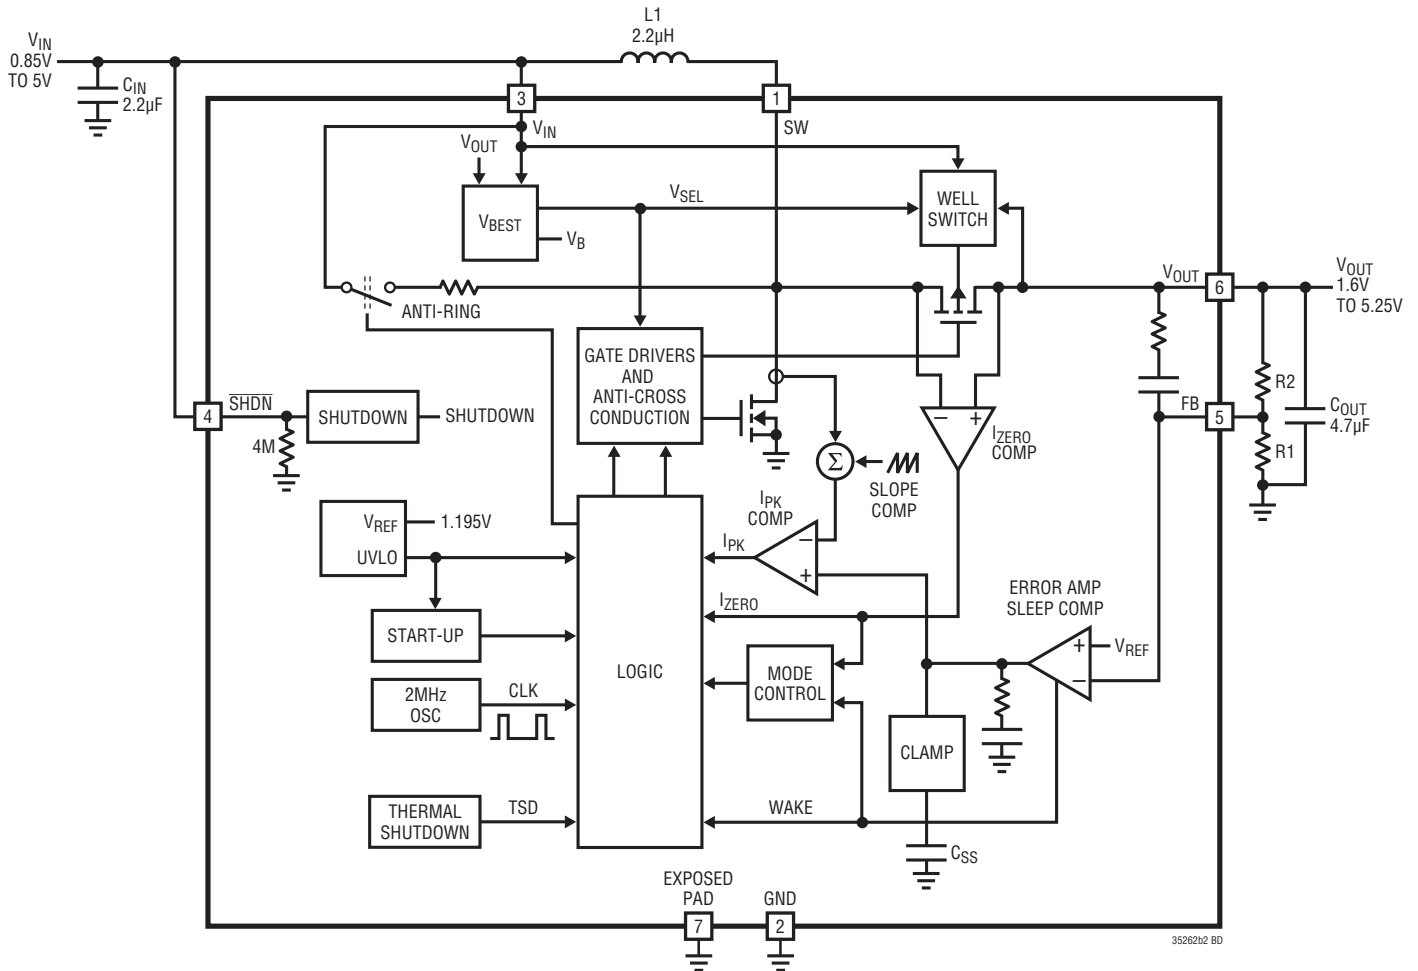 L1
2.2µH
VIN
0.85V
TO 5V
CIN
2.2µF
3
1
VIN
SW
VOUT
VBEST
VSEL
VB
WELL
SWITCH
ANTI-RING
VOUT
6
VOUT
1.6V
TO 5.25V
GATE DRIVERS
AND
ANTI-CROSS
CONDUCTION
R2
4
SHDN
SHUTDOWN
SHUTDOWN
4M
FB
5
COUT
4.7µF
R1
–
+
IZERO
COMP
Σ
SLOPE
COMP
IPK
COMP
VREF
1.195V
UVLO
IPK
–
+
IZERO
ERROR AMP
SLEEP COMP
START-UP
LOGIC
MODE
CONTROL
+
VREF
–
2MHz
OSC
CLK
CLAMP
THERMAL
SHUTDOWN
TSD
WAKE
CSS
EXPOSED
PAD
GND
7
2
35262b2 BD